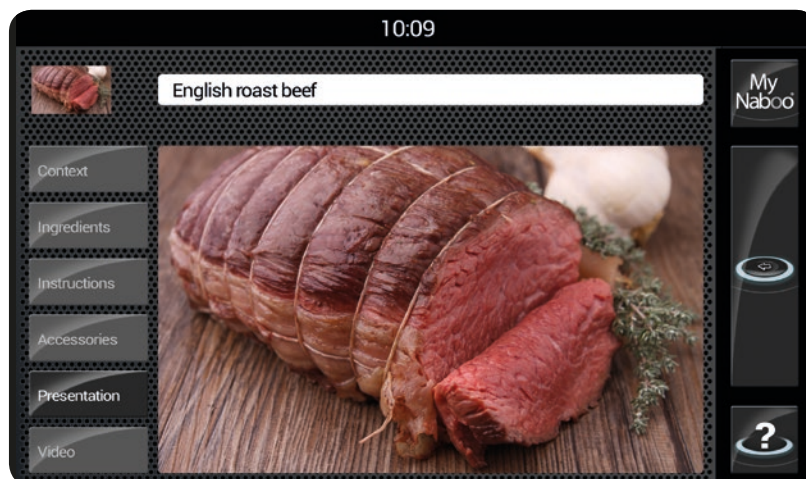 10:09
English roast beef
My
Naboo
Context
Ingredients
Instructions
Accessories
Presentation
Video
?